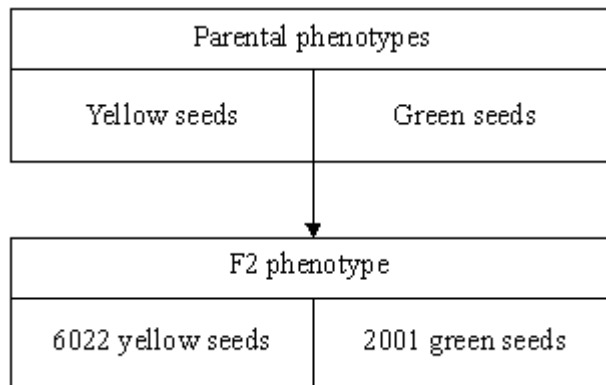 Parental phenotypes
Yellow seeds
Green seeds
F2 phenotype
6022 yellow seeds
2001 green seeds